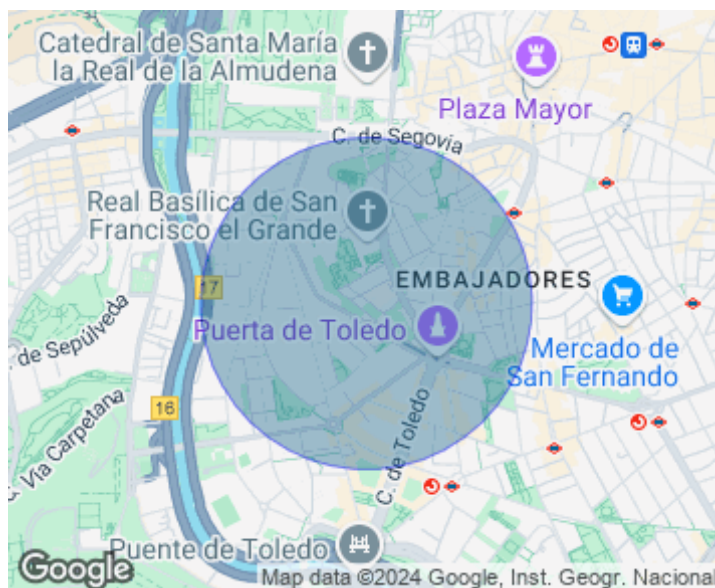 Catedral de Santa María
la Real de la Almudena
Plaza Mayor
C. de Segovia
Real Basílica de San
Francisco el Grande
17
EMBAJADORES
Puerta de Toledo
C. de Sepúlveda
Mercado de
San Fernando
16
C. Vía Carpetana
C. de Toledo
Puente de Toledo
Google
Map data ©2024 Google, Inst. Geogr. Nacional